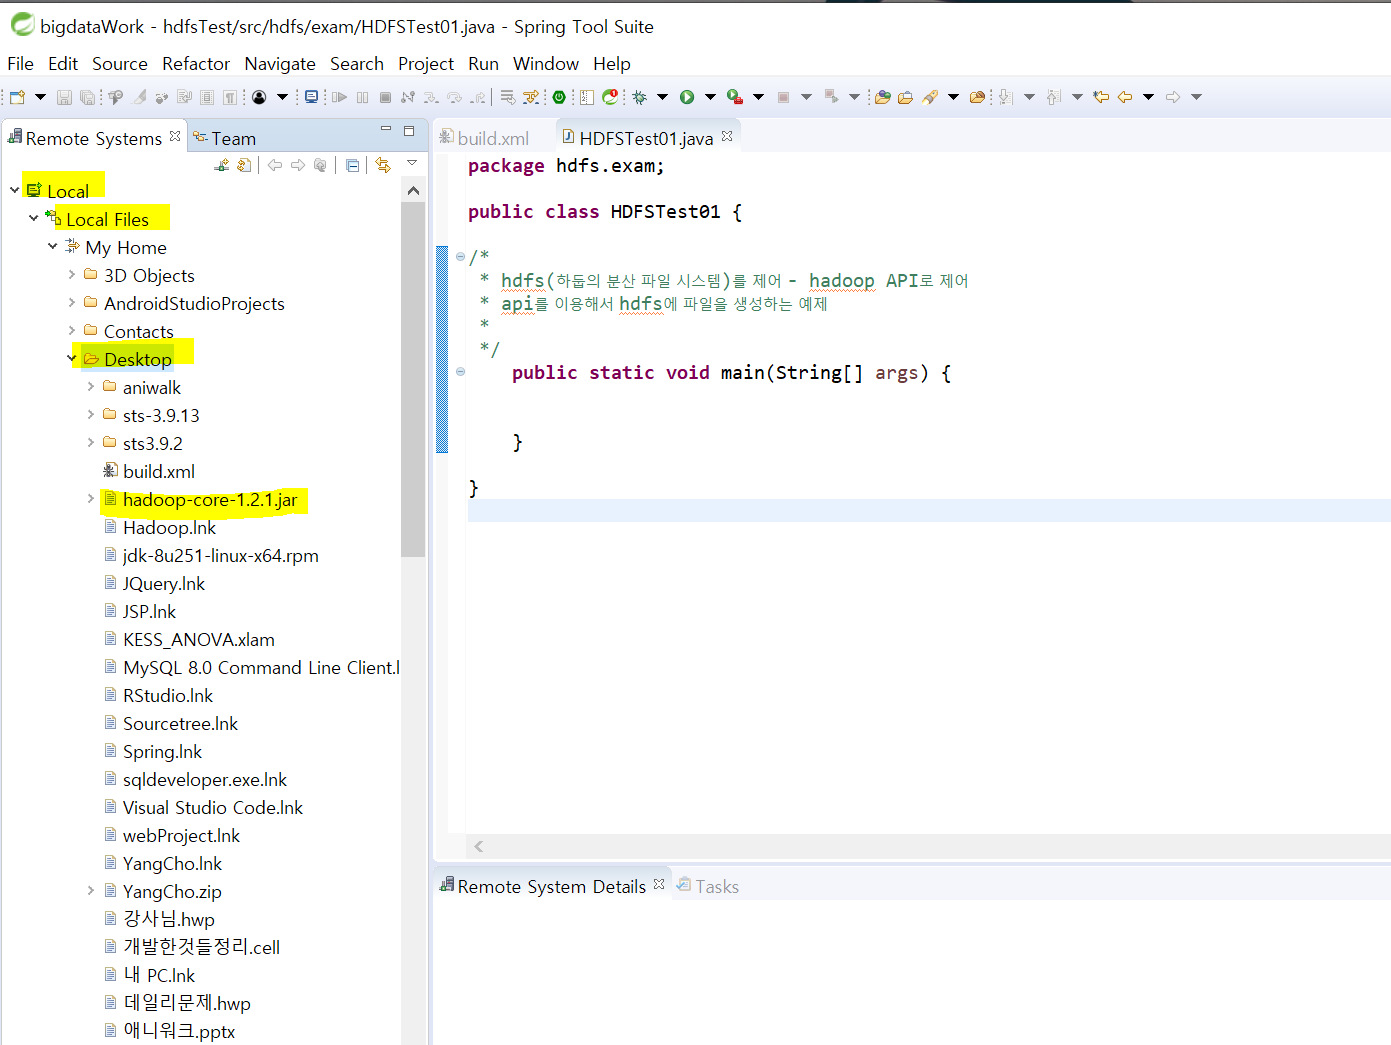 bigdataWork - hdfsTest/src/hdfs/exam/HDFSTest01.java - Spring Tool Suite
File Edit Source Refactor Navigate Search Project Run Window Help
Remote Systems Team
Local
Local Files
My Home
3D Objects
AndroidStudioProjects
Contacts
Desktop
aniwalk
sts-3.9.13
sts3.9.2
build.xml
hadoop-core-1.2.1.jar
Hadoop.lnk
jdk-8u251-linux-x64.rpm
JQuery.lnk
JSP.lnk
KESS_ANOVA.xlam
MySQL 8.0 Command Line Client.l
RStudio.lnk
Sourcetree.lnk
Spring.lnk
sqldeveloper.exe.lnk
Visual Studio Code.lnk
webProject.lnk
YangCho.lnk
YangCho.zip
강사님.hwp
개발한것들정리.cell
내 PC.lnk
데일리문제.hwp
애니워크.pptx
build.xml HDFSTest01.java
package hdfs.exam;
public class HDFSTest01 {
/*
* hdfs(하둡의 분산 파일 시스템)를 제어 - hadoop API로 제어
* api를 이용해서 hdfs에 파일을 생성하는 예제
*
*/
public static void main(String[] args) {
}
}
Remote System Details Tasks